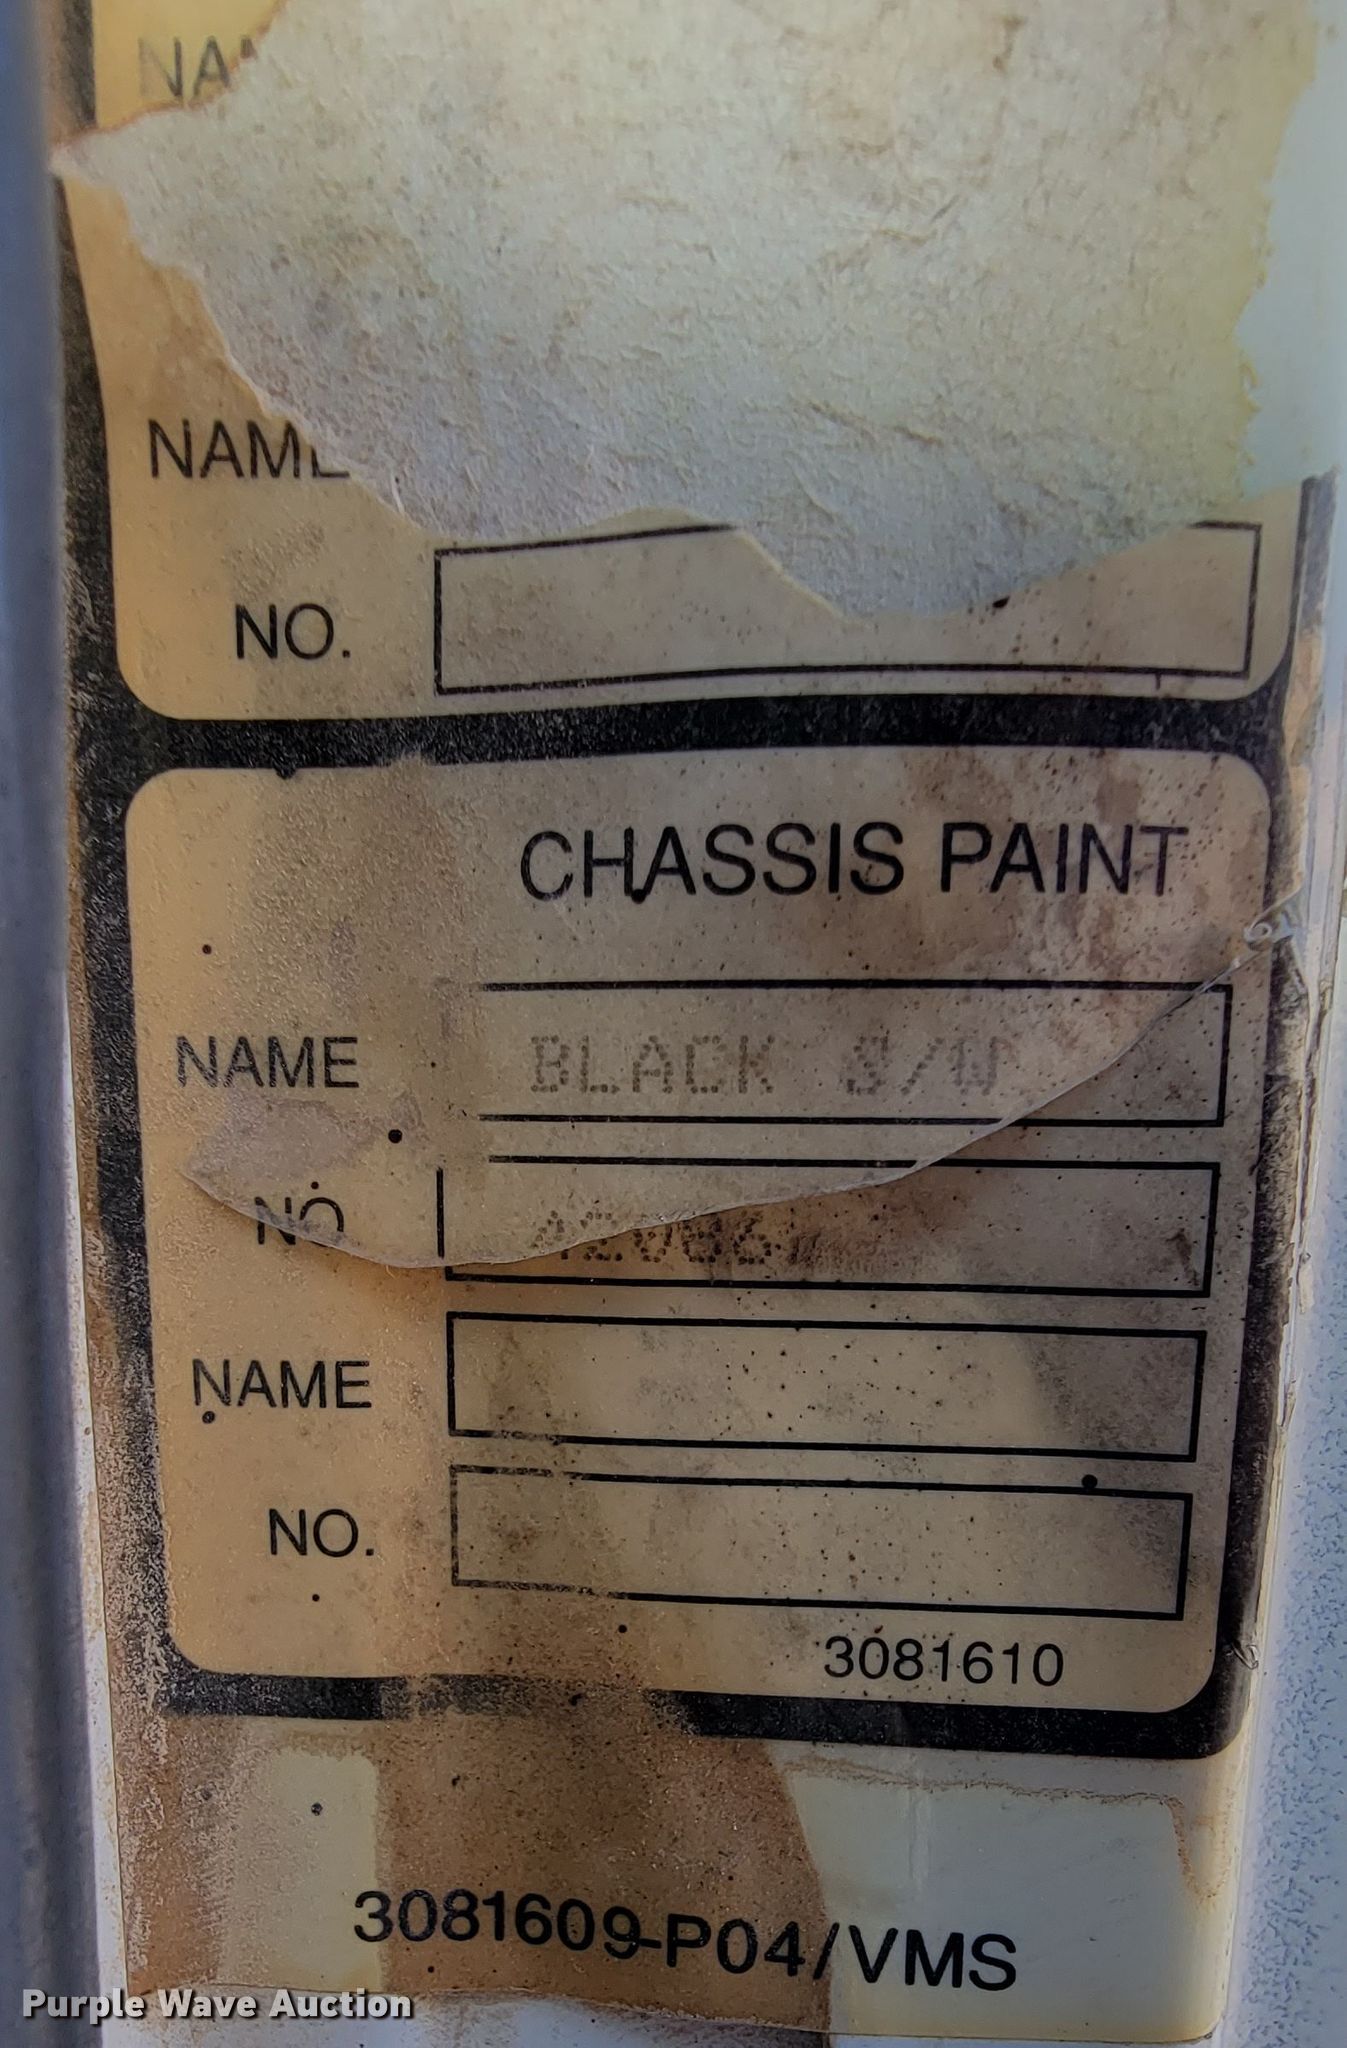 NAME
NO.
CHASSIS PAINT
NAME BLACK S/W
NO.
NAME
NO.
3081610
3081609-P04/VMS
Purple Wave Auction